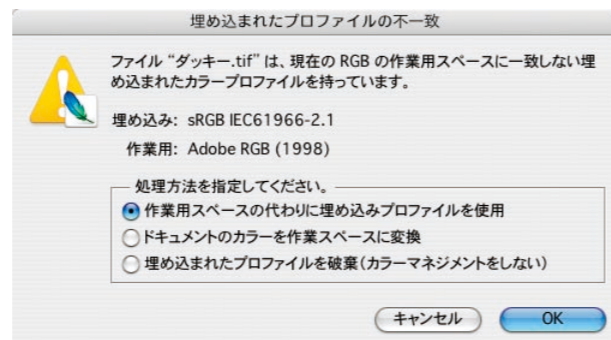 埋め込まれたプロファイルの不一致
ファイル “ダッキー.tif” は、現在の RGB の作業用スペースに一致しない埋
め込まれたカラープロファイルを持っています。
埋め込み: sRGB IEC61966-2.1
作業用: Adobe RGB (1998)
処理方法を指定してください。
作業用スペースの代わりに埋め込みプロファイルを使用
ドキュメントのカラーを作業スペースに変換
埋め込まれたプロファイルを破棄(カラーマネジメントをしない)
キャンセル
OK